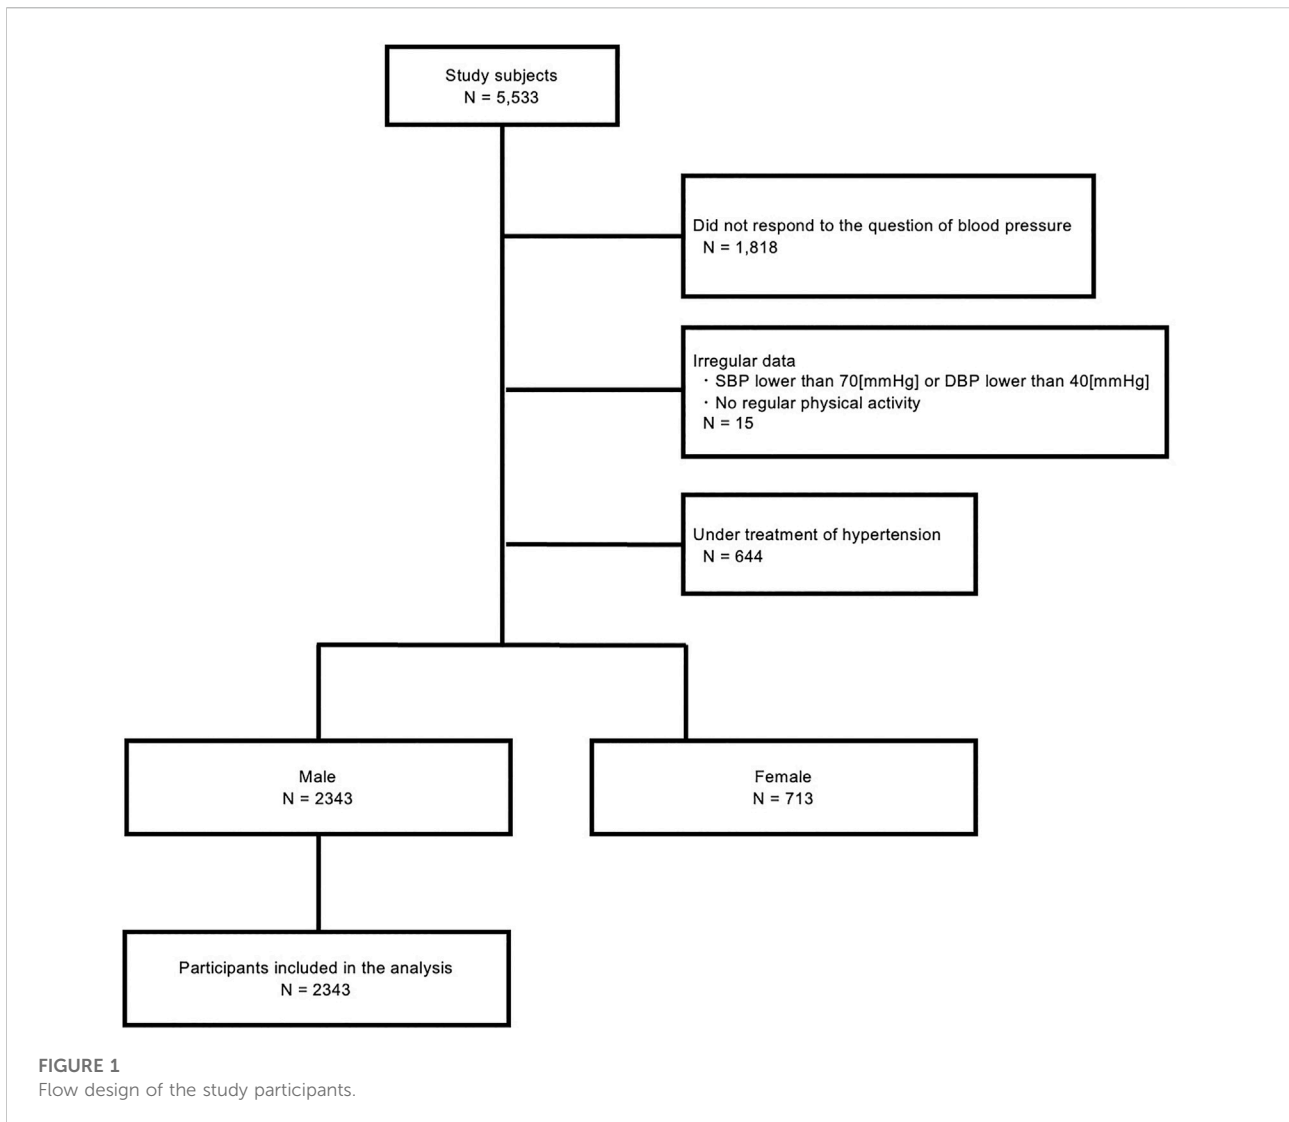 Study subjects
N = 5,533
Did not respond to the question of blood pressure
N = 1,818
Irregular data
・SBP lower than 70[mmHg] or DBP lower than 40[mmHg]
・No regular physical activity
N = 15
Under treatment of hypertension
N = 644
Male
N = 2343
Female
N = 713
Participants included in the analysis
N = 2343
FIGURE 1
Flow design of the study participants.